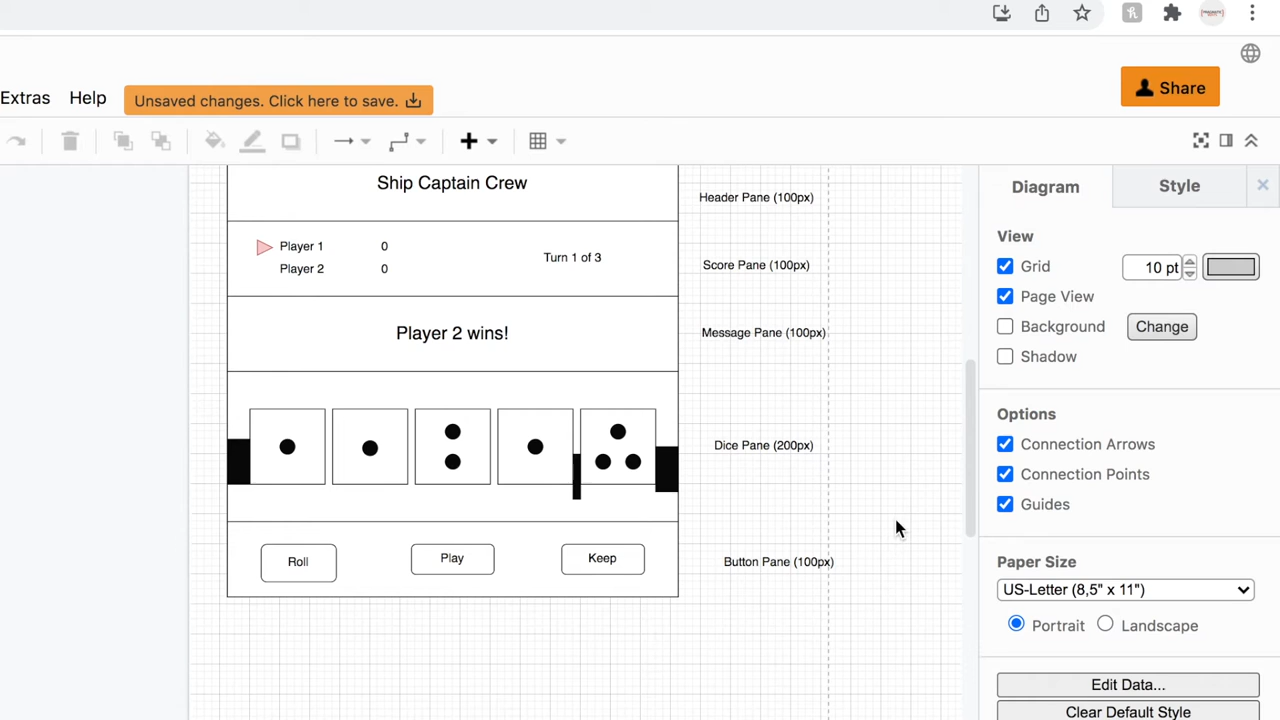 Extras Help Unsaved changes. Click here to save. Share
Diagram Style
Ship Captain Crew
Header Pane (100px)
Player 1 0
Player 2 0
Turn 1 of 3
Score Pane (100px)
Player 2 wins!
Message Pane (100px)
Dice Pane (200px)
Roll Play Keep
Button Pane (100px)
View
Grid 10 pt
Page View
Background Change
Shadow
Options
Connection Arrows
Connection Points
Guides
Paper Size
US-Letter (8,5" x 11")
Portrait Landscape
Edit Data...
Clear Default Style